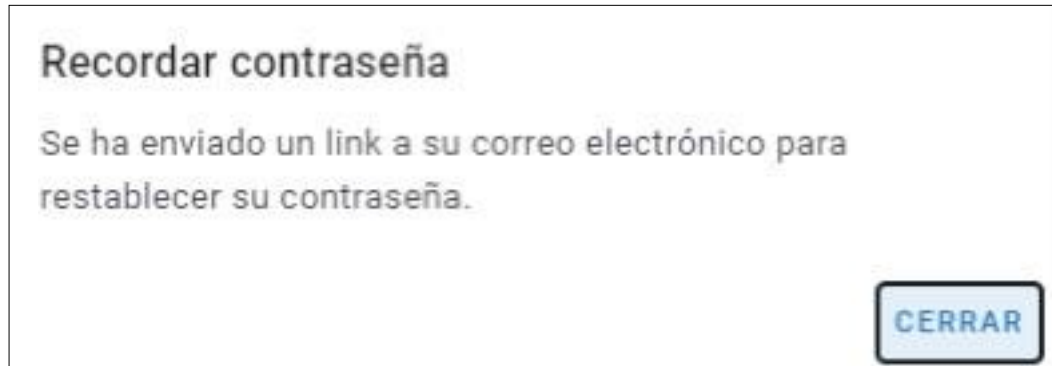 Recordar contraseña
Se ha enviado un link a su correo electrónico para
restablecer su contraseña.
CERRAR